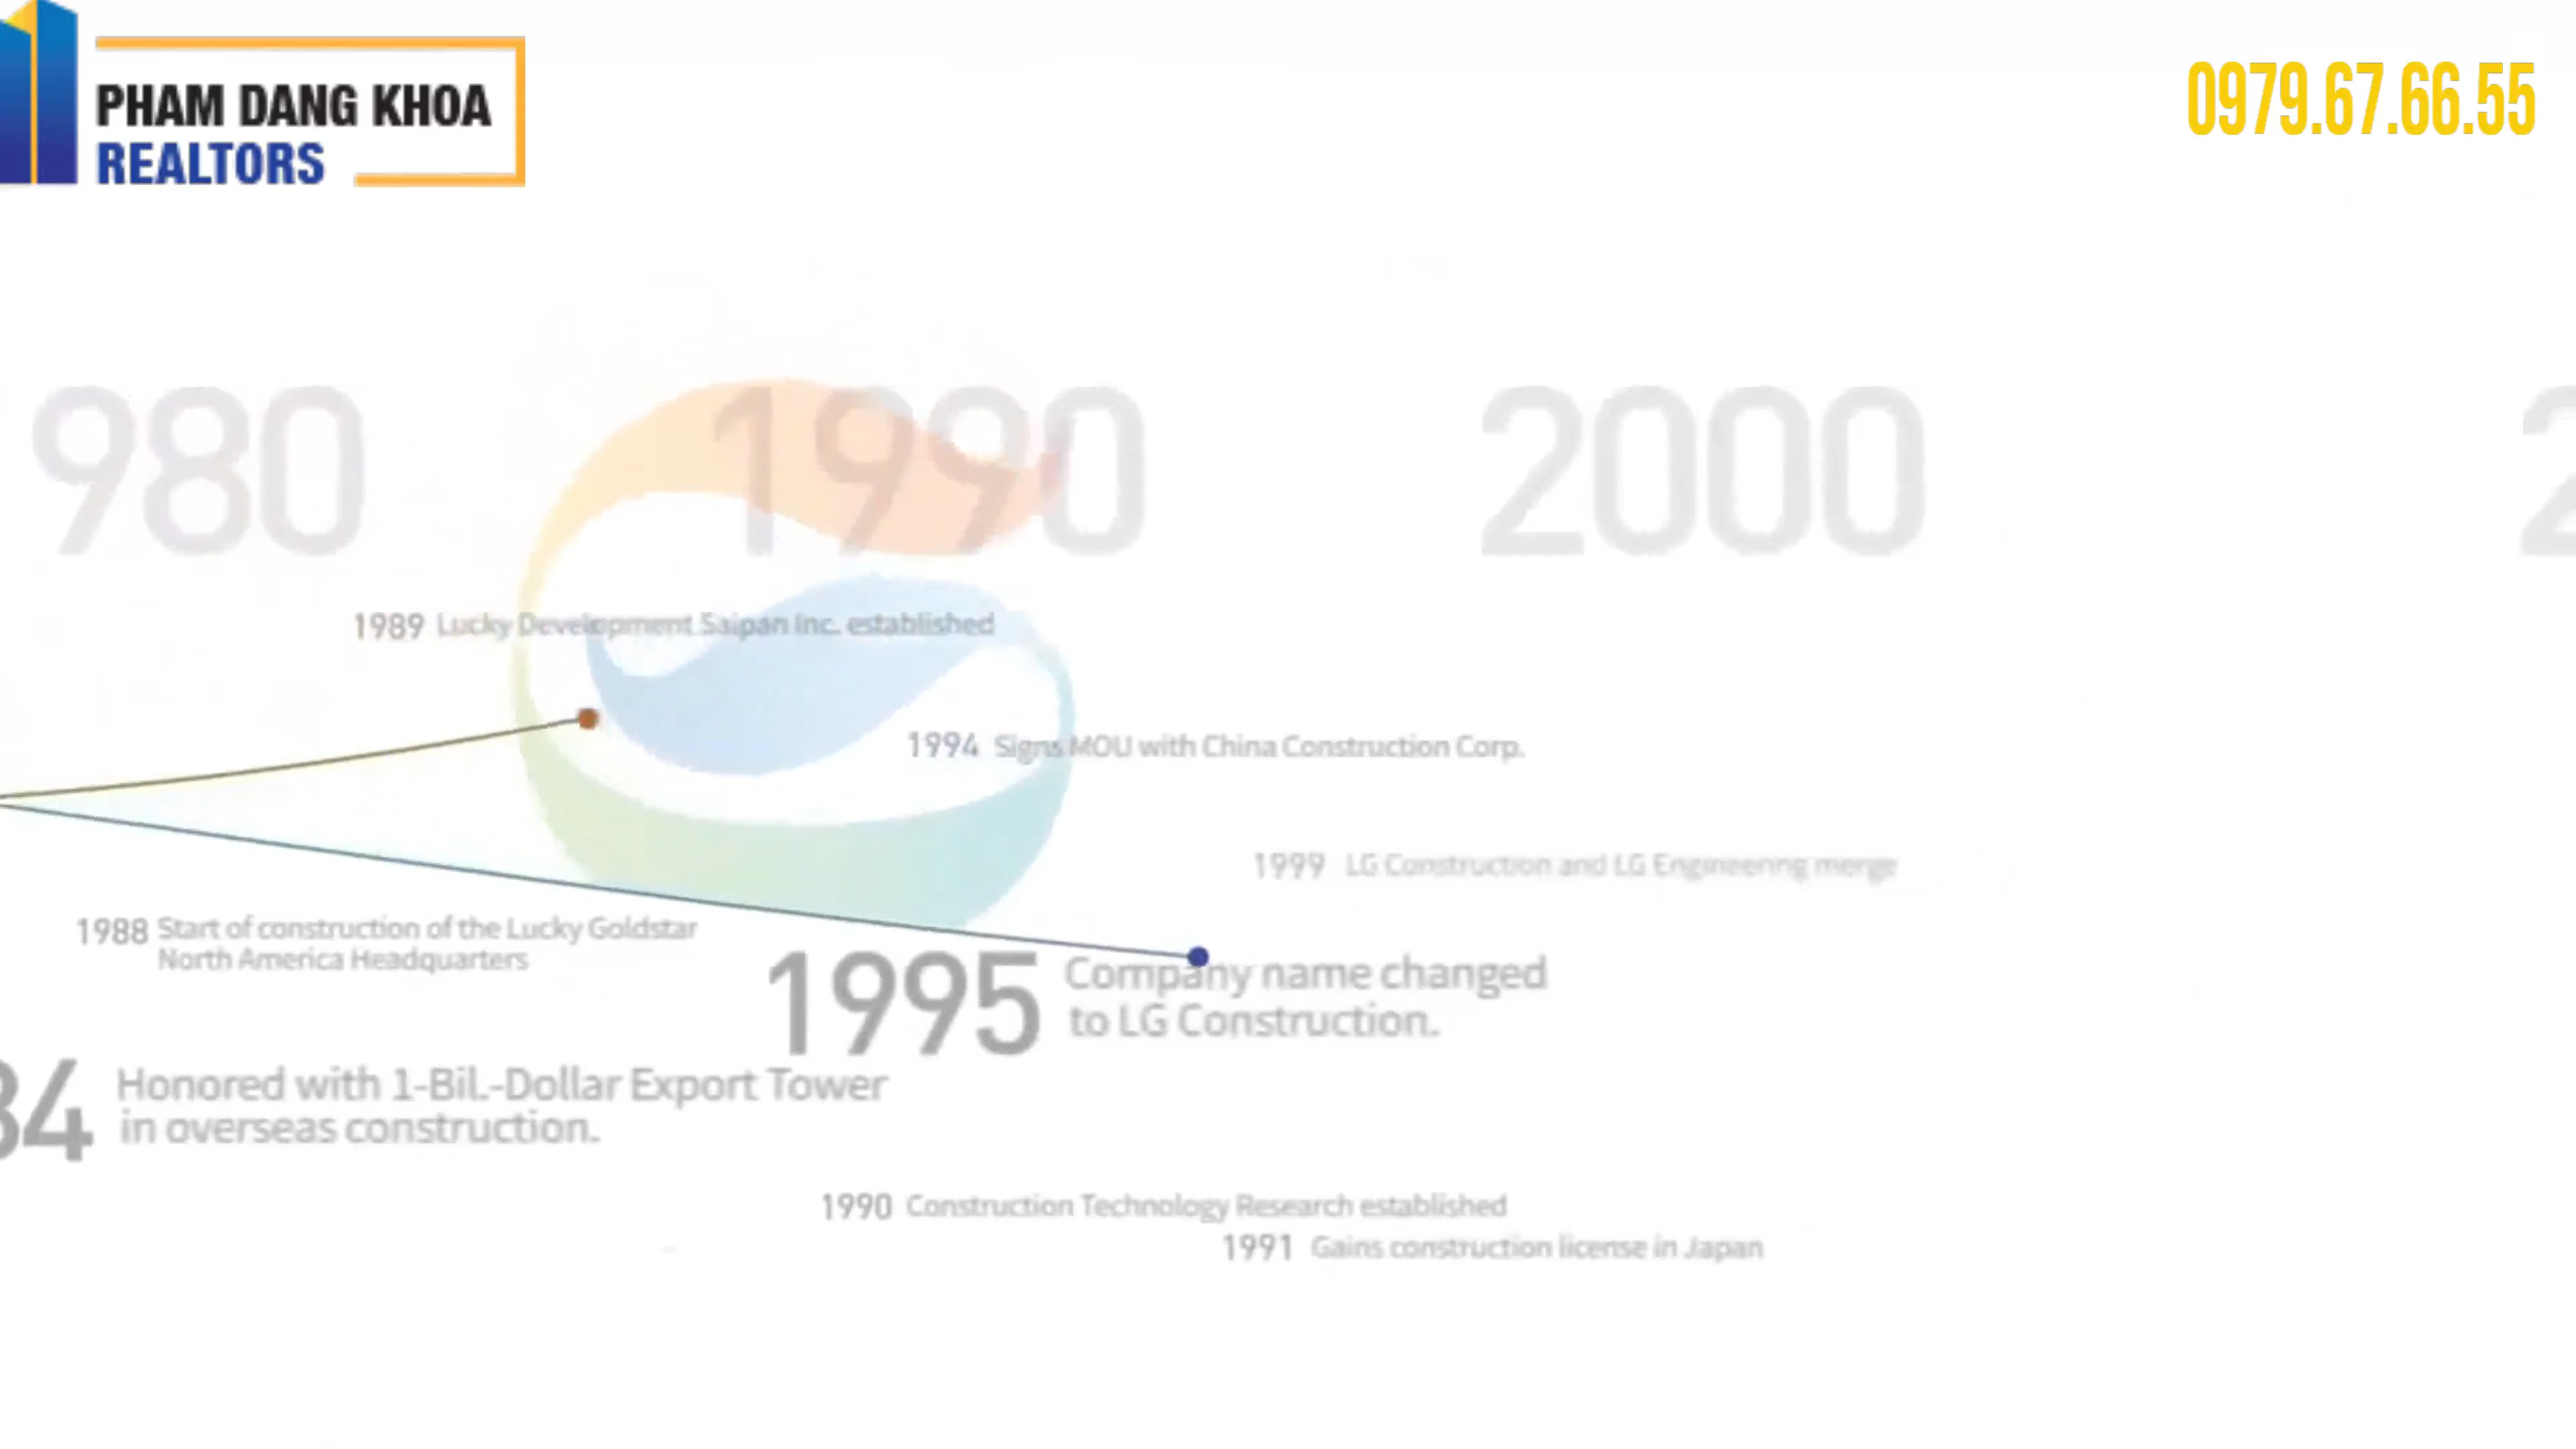 PHAM DANG KHOA
REALTORS
0979.67.66.55
980
1990
2000
2
1989 Lucky Development Saipan Inc. established
1994 Signs MOU with China Construction Corp.
1999 LG Construction and LG Engineering merge
1988 Start of construction of the Lucky Goldstar
North America Headquarters
1995 Company name changed
to LG Construction.
84 Honored with 1-Bil.-Dollar Export Tower
in overseas construction.
1990 Construction Technology Research established
1991 Gains construction license in Japan